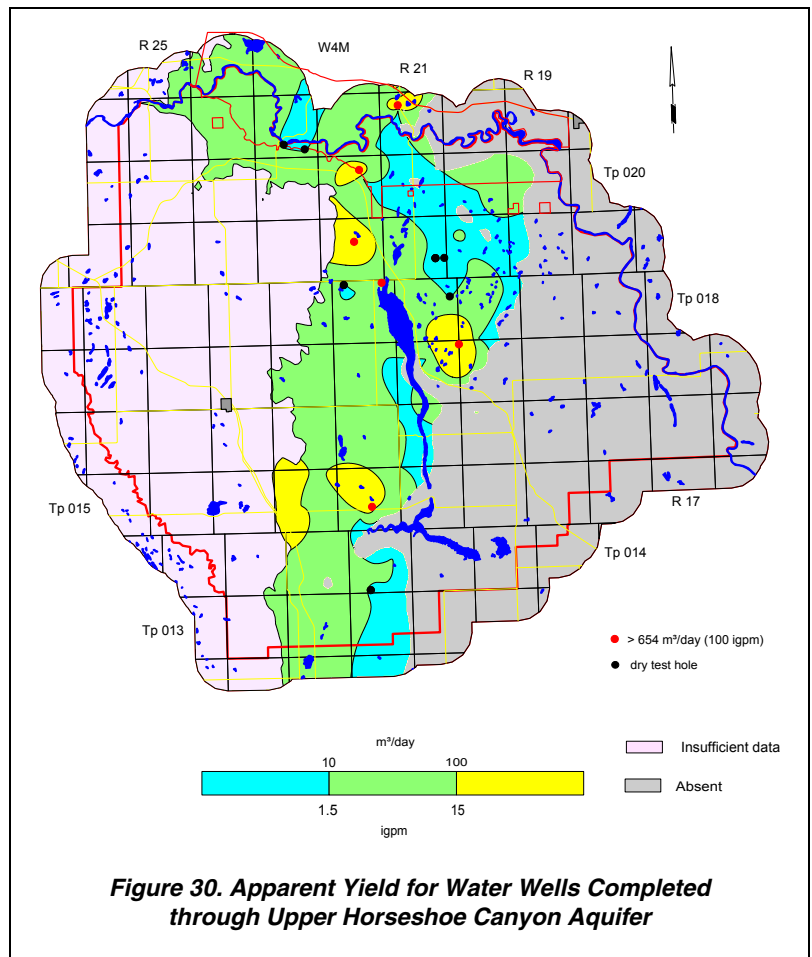 R 25
W4M
R 21
R 19
Tp 020
Tp 018
Tp 015
R 17
Tp 014
Tp 013
> 654 m³/day (100 igpm)
dry test hole
m³/day
10 100
1.5 15
igpm
Insufficient data
Absent
Figure 30. Apparent Yield for Water Wells Completed
through Upper Horseshoe Canyon Aquifer